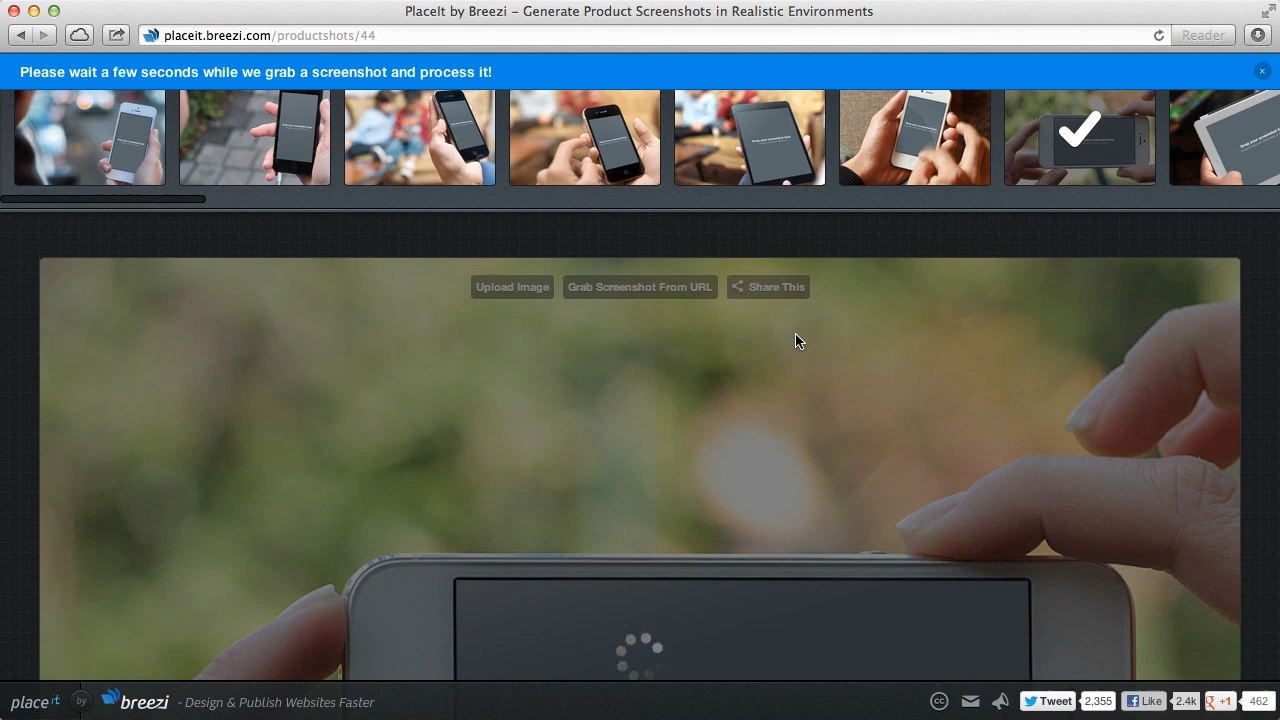 PlaceIt by Breezi – Generate Product Screenshots in Realistic Environments
placeit.breezi.com/productshots/44
Reader
Please wait a few seconds while we grab a screenshot and process it!
Upload Image
Grab Screenshot From URL
Share This
placeit by breezi - Design & Publish Websites Faster
cc
Tweet
2,355
Like
2.4k
g +1
462